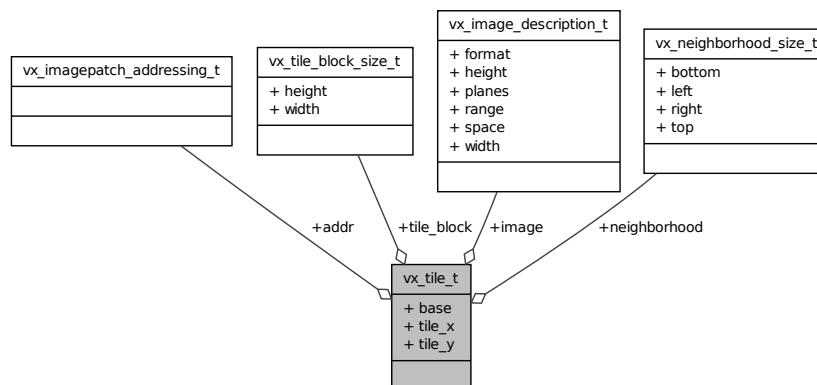 vx_imagepatch_addressing_t
vx_tile_block_size_t
+ height
+ width
vx_image_description_t
+ format
+ height
+ planes
+ range
+ space
+ width
vx_neighborhood_size_t
+ bottom
+ left
+ right
+ top
+addr
+tile_block
+image
+neighborhood
vx_tile_t
+ base
+ tile_x
+ tile_y